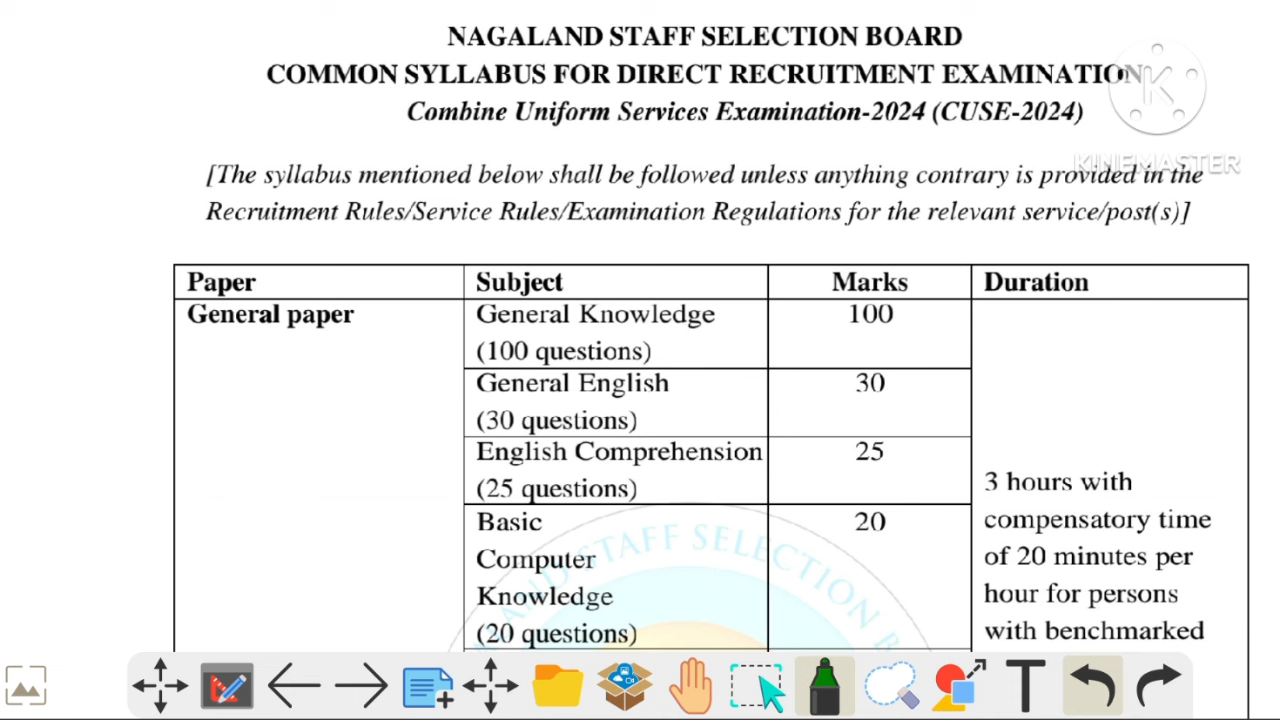 NAGALAND STAFF SELECTION BOARD
COMMON SYLLABUS FOR DIRECT RECRUITMENT EXAMINATION
Combine Uniform Services Examination-2024 (CUSE-2024)
KINEMASTER
[The syllabus mentioned below shall be followed unless anything contrary is provided in the
Recruitment Rules/Service Rules/Examination Regulations for the relevant service/post(s)]
Paper Subject Marks Duration
General paper General Knowledge 100
(100 questions)
General English 30
(30 questions)
English Comprehension 25
(25 questions)
Basic 20
Computer
Knowledge
(20 questions)
3 hours with
compensatory time
of 20 minutes per
hour for persons
with benchmarked
STAFF SELECTION
T